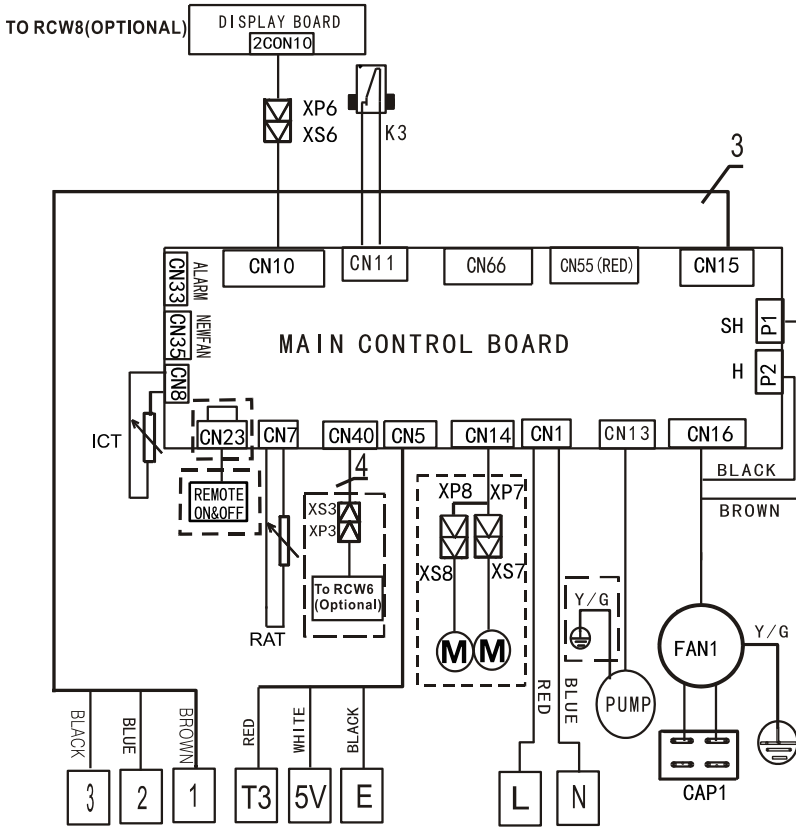 TO RCW8(OPTIONAL)
DISPLAY BOARD
2CON10
XP6
XS6
K3
3
CN10
CN11
CN66
CN55(RED)
CN15
CN33
ALARM
CN35
NEWFAN
CN8
MAIN CONTROL BOARD
SH
P1
H
P2
ICT
CN23
CN7
CN40
CN5
CN14
CN1
CN13
CN16
BLACK
BROWN
REMOTE
ON&OFF
4
XS3
XP3
To RCW6
(Optional)
RAT
XP8
XP7
XS8
XS7
M
M
Y/G
Y/G
FAN1
PUMP
CAP1
BLACK
BLUE
BROWN
RED
WHITE
BLACK
RED
BLUE
3
2
1
T3
5V
E
L
N